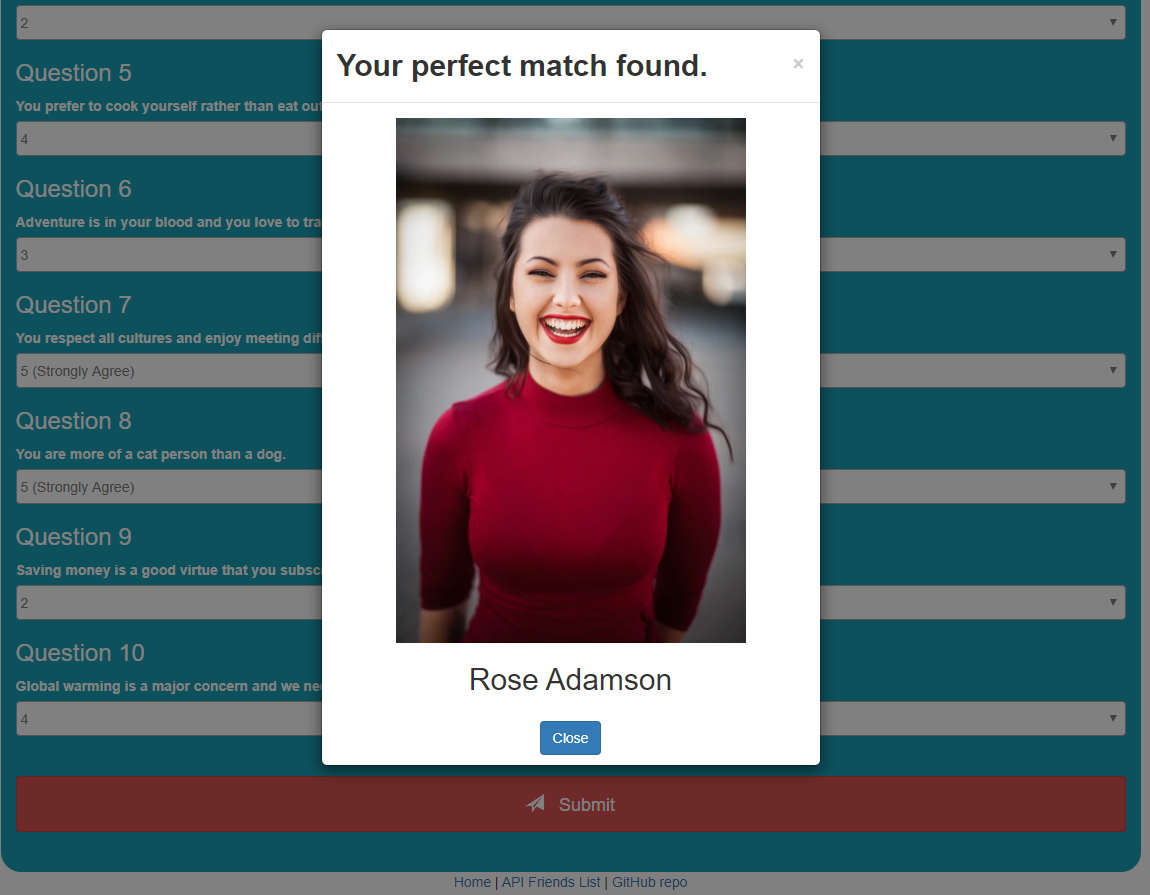 2
Question 5
You prefer to cook yourself rather than eat out
4
Question 6
Adventure is in your blood and you love to
3
Question 7
You respect all cultures and enjoy meeting
5 (Strongly Agree)
Question 8
You are more of a cat person than a dog.
5 (Strongly Agree)
Question 9
Saving money is a good virtue that you
2
Question 10
Global warming is a major concern and we
4
Your perfect match found.
×
Rose Adamson
Close
Submit
Home | API Friends List | GitHub repo